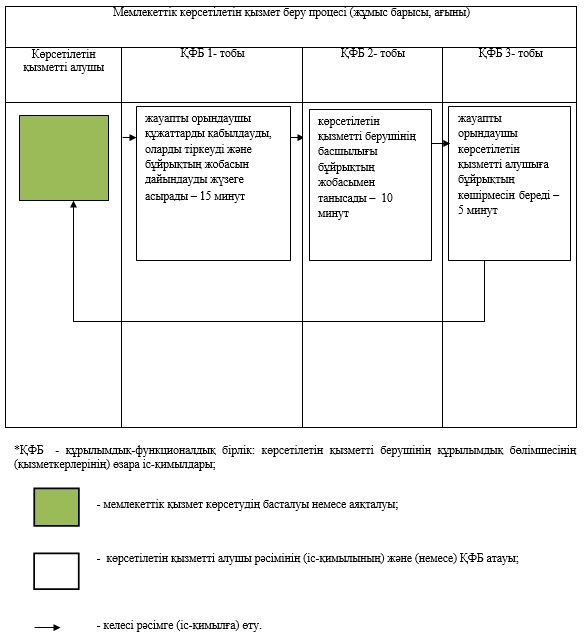 Мемлекеттік көрсетілетін қызмет беру процесі (жұмыс барысы, ағыны)
Көрсетілетін
қызметті алушы
ҚФБ 1- тобы
ҚФБ 2- тобы
ҚФБ 3- тобы
жауапты орындаушы
құжаттарды қабылдауды,
оларды тіркеуді және
бұйрықтың жобасын
дайындауды жүзеге
асырады – 15 минут
көрсетілетін
қызметті берушінің
басшылығы
бұйрықтың
жобасымен
танысады – 10
минут
жауапты
орындаушы
көрсетілетін
қызметті алушыға
бұйрықтың
көшірмесін береді –
5 минут
*ҚФБ - құрылымдық-функционалдық бірлік: көрсетілетін қызметті берушінің құрылымдық бөлімшесінің
(қызметкерлерінің) өзара іс-қимылдары;
- мемлекеттік қызмет көрсетудің басталуы немесе аяқталуы;
- көрсетілетін қызметті алушы рәсімінің (іс-қимылының) және (немесе) ҚФБ атауы;
- келесі рәсімге (іс-қимылға) өту.